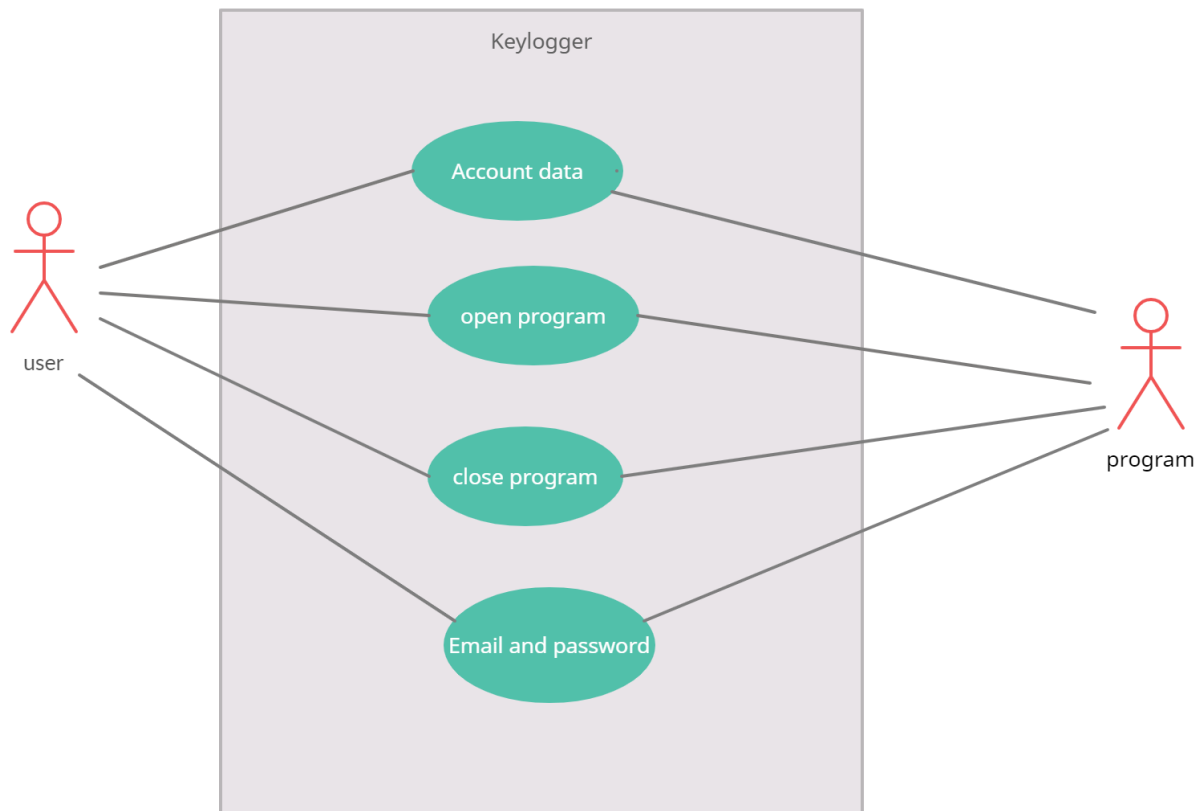 Keylogger
Account data
open program
user
close program
program
Email and password